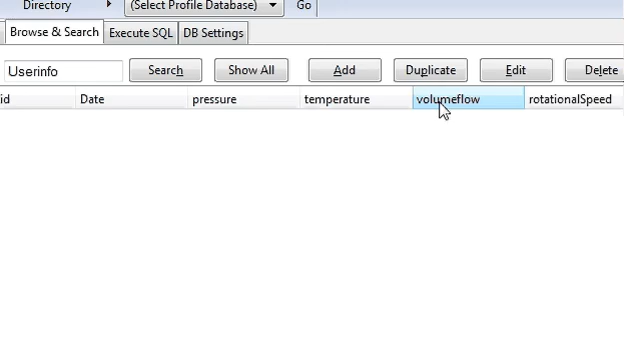 Directory (Select Profile Database) Go
Browse & Search Execute SQL DB Settings
Userinfo Search Show All Add Duplicate Edit Delete
id Date pressure temperature volumeflow rotationalSpeed